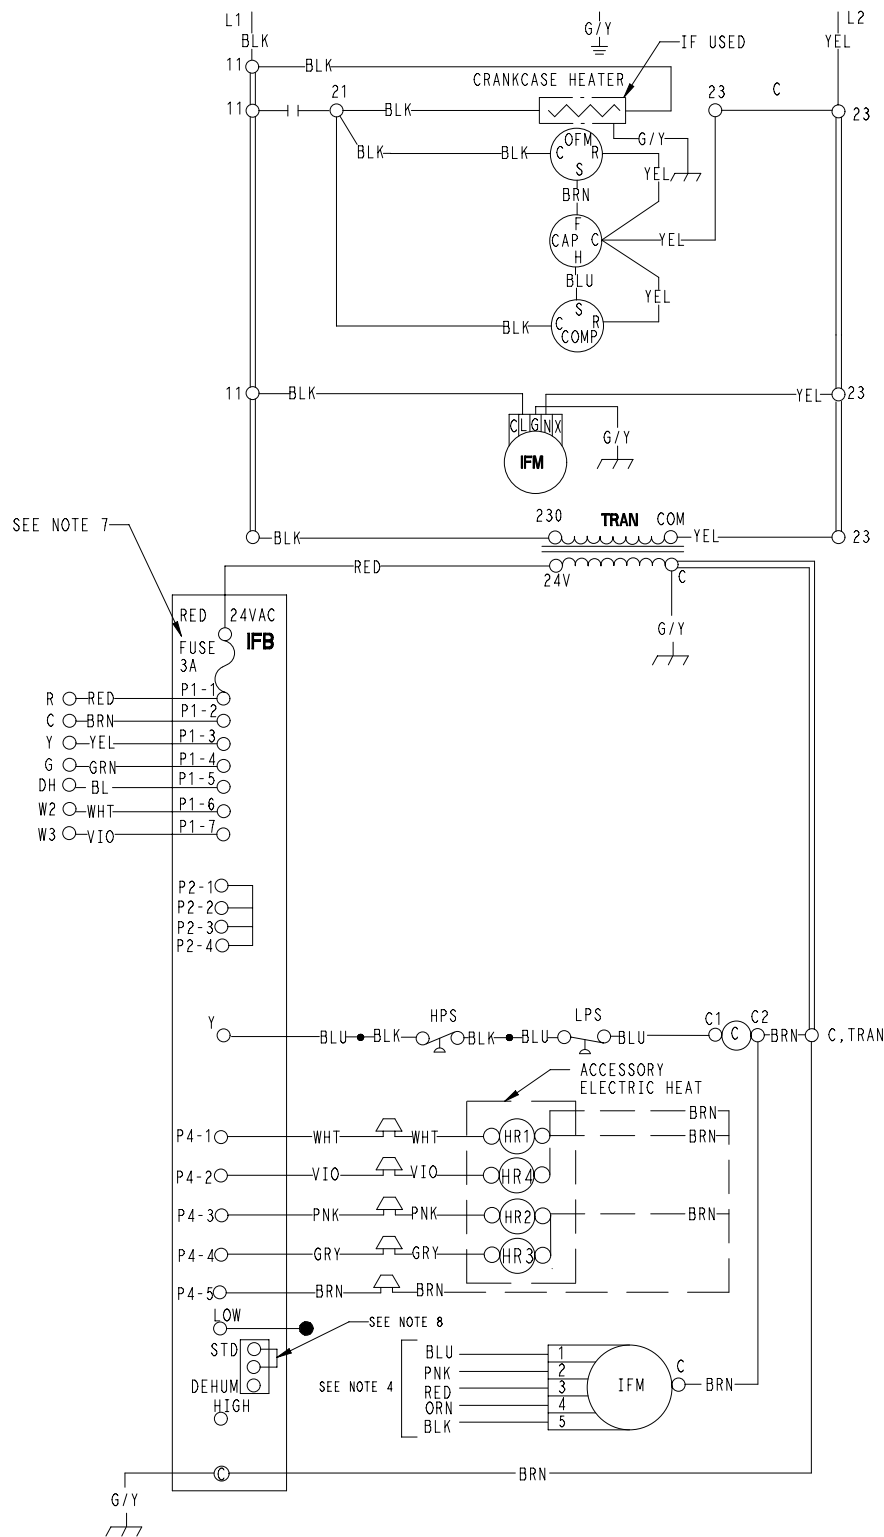 L1
G/Y
L2
BLK
YEL
IF USED
11
BLK
CRANKCASE HEATER
11
21
BLK
23
C
23
OFM
C
R
S
G/Y
BLK
BLK
YEL
BRN
F
CAP
C
H
YEL
BLU
YEL
S
C
R
COMP
BLK
11
BLK
YEL
23
C L G N X
G/Y
IFM
SEE NOTE 7
BLK
230
TRAN
COM
YEL
23
RED
24V
C
RED
24VAC
G/Y
FUSE
3A
IFB
R RED P1-1
C BRN P1-2
Y YEL P1-3
G GRN P1-4
DH BL P1-5
W2 WHT P1-6
W3 VIO P1-7
P2-1
P2-2
P2-3
P2-4
Y
BLU
BLK
HPS
BLK
BLU
LPS
BLU
C1
C
C2
BRN
C,TRAN
ACCESSORY
ELECTRIC HEAT
BRN
P4-1 WHT WHT HR1 BRN
P4-2 VIO VIO HR4
P4-3 PNK PNK HR2 BRN
P4-4 GRY GRY HR3
P4-5 BRN BRN
LOW
SEE NOTE 8
STD
DEHUM
HIGH
SEE NOTE 4
BLU 1
PNK 2
RED 3
ORN 4
BLK 5
IFM
C
BRN
C
BRN
G/Y